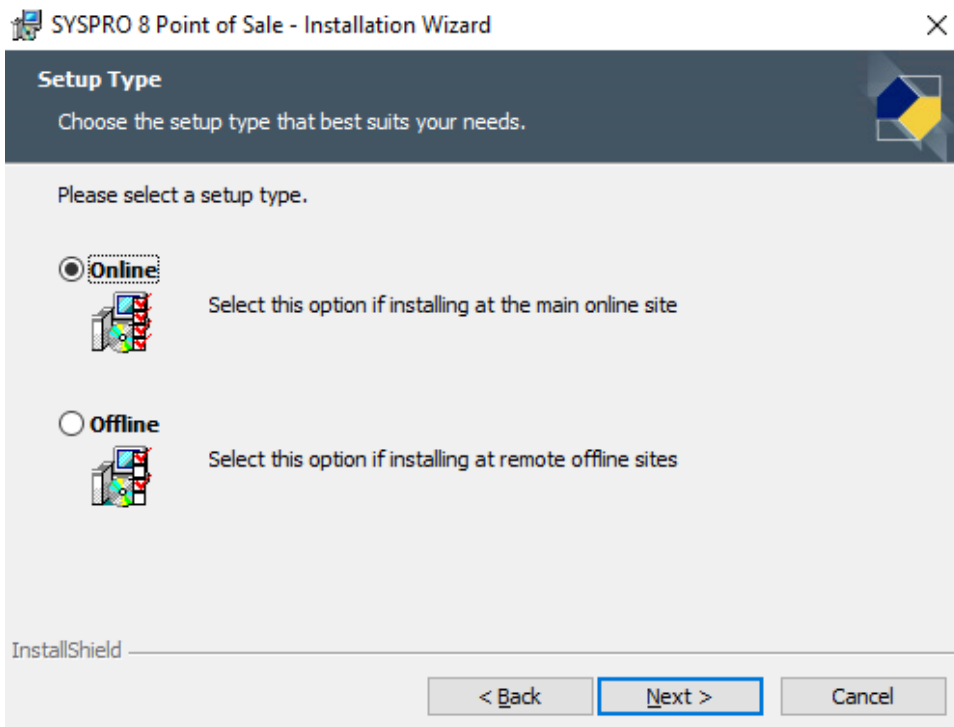 SYSPRO 8 Point of Sale - Installation Wizard
Setup Type
Choose the setup type that best suits your needs.
Please select a setup type.
Online
Select this option if installing at the main online site
Offline
Select this option if installing at remote offline sites
InstallShield
< Back Next > Cancel